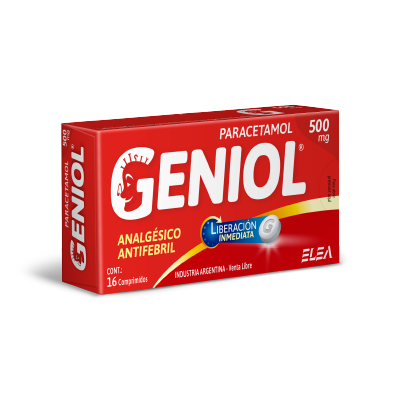 PARACETAMOL 500 mg
GENIOL®
ANALGÉSICO
ANTIFEBRIL
LIBERACIÓN
INMEDIATA
G
CONT.:
16 Comprimidos
INDUSTRIA ARGENTINA - Venta Libre
ELEA
500 mg
PARACETAMOL